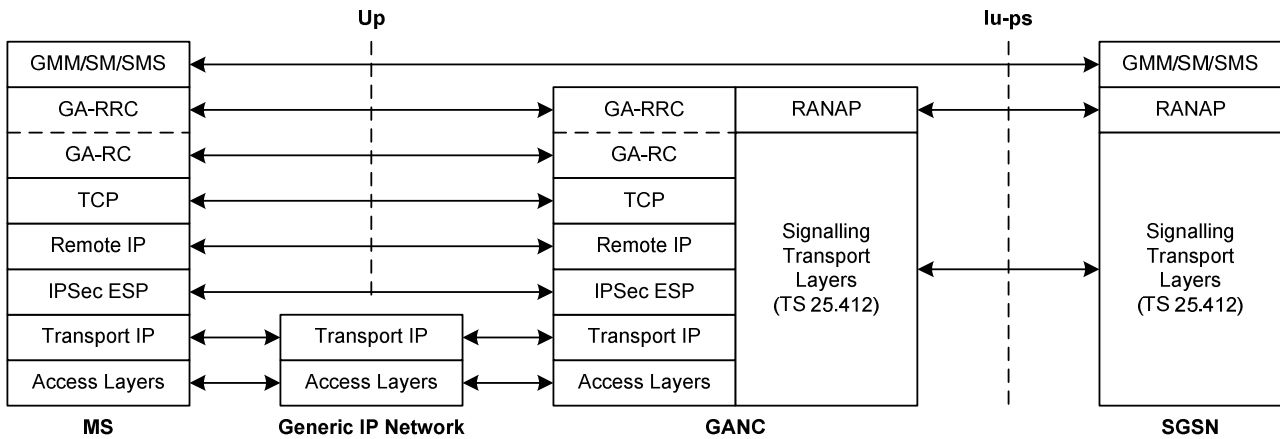 Up
Iu-ps
GMM/SM/SMS
GMM/SM/SMS
GA-RRC
GA-RRC
RANAP
RANAP
GA-RC
GA-RC
TCP
TCP
Remote IP
Remote IP
Signalling
Transport
Layers
(TS 25.412)
Signalling
Transport
Layers
(TS 25.412)
IPSec ESP
IPSec ESP
Transport IP
Transport IP
Transport IP
Access Layers
Access Layers
Access Layers
MS
Generic IP Network
GANC
SGSN